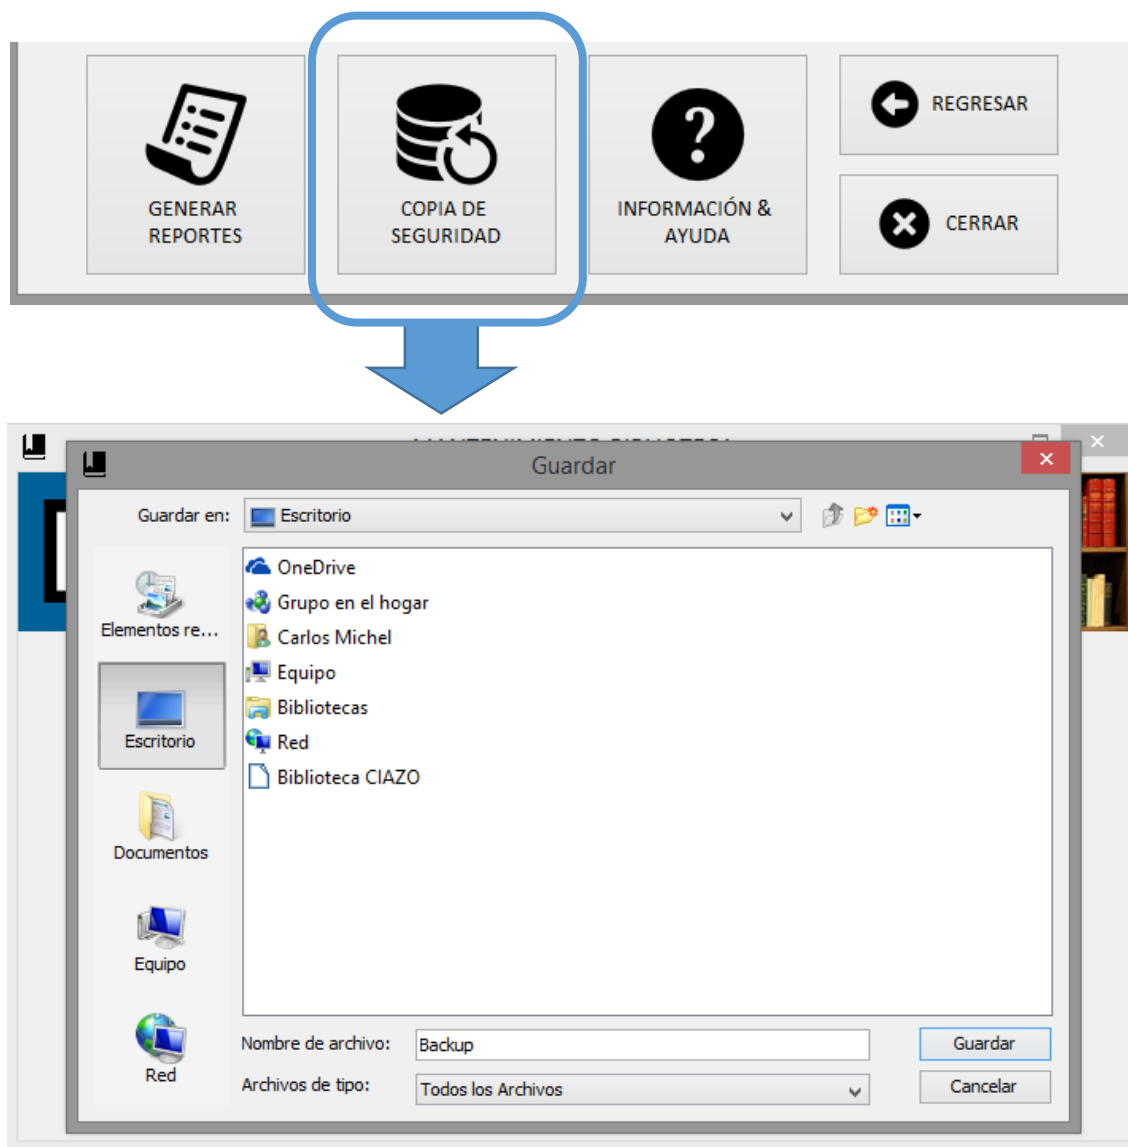 GENERAR
REPORTES
COPIA DE
SEGURIDAD
INFORMACIÓN &
AYUDA
REGRESAR
CERRAR
Guardar
Guardar en:
Escritorio
Elementos re...
Escritorio
Documentos
Equipo
Red
OneDrive
Grupo en el hogar
Carlos Michel
Equipo
Bibliotecas
Red
Biblioteca CIAZO
Nombre de archivo:
Backup
Guardar
Archivos de tipo:
Todos los Archivos
Cancelar